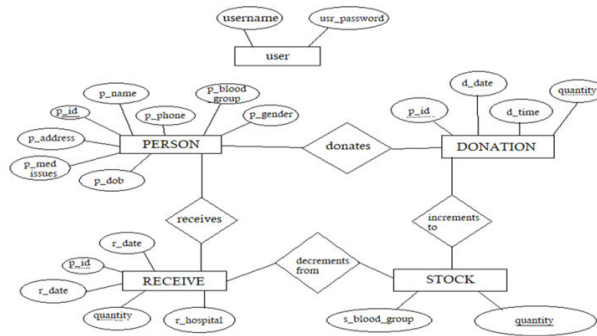 username
usr_password
user
p_name
p_blood
group
d_date
quantity
p_id
p_phone
p_gender
p_id
d_time
p_address
PERSON
donates
DONATION
p_med
issues
p_dob
receives
increments
to
r_date
p_id
decrements
from
r_date
RECEIVE
STOCK
quantity
r_hospital
s_blood_group
quantity